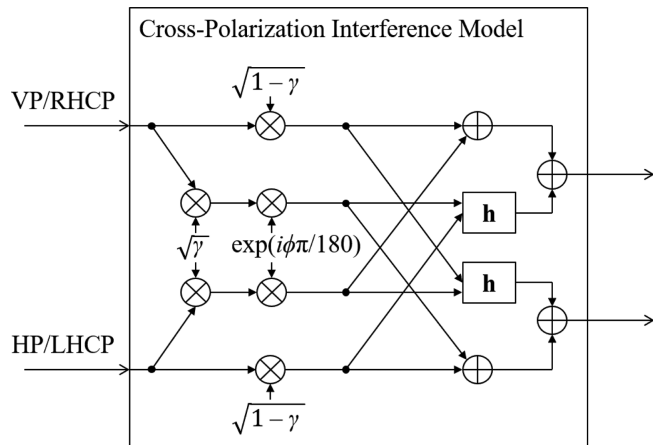 Cross-Polarization Interference Model
√1 − γ
VP/RHCP
h
√γ exp(iϕπ/180)
h
HP/LHCP
√1 − γ